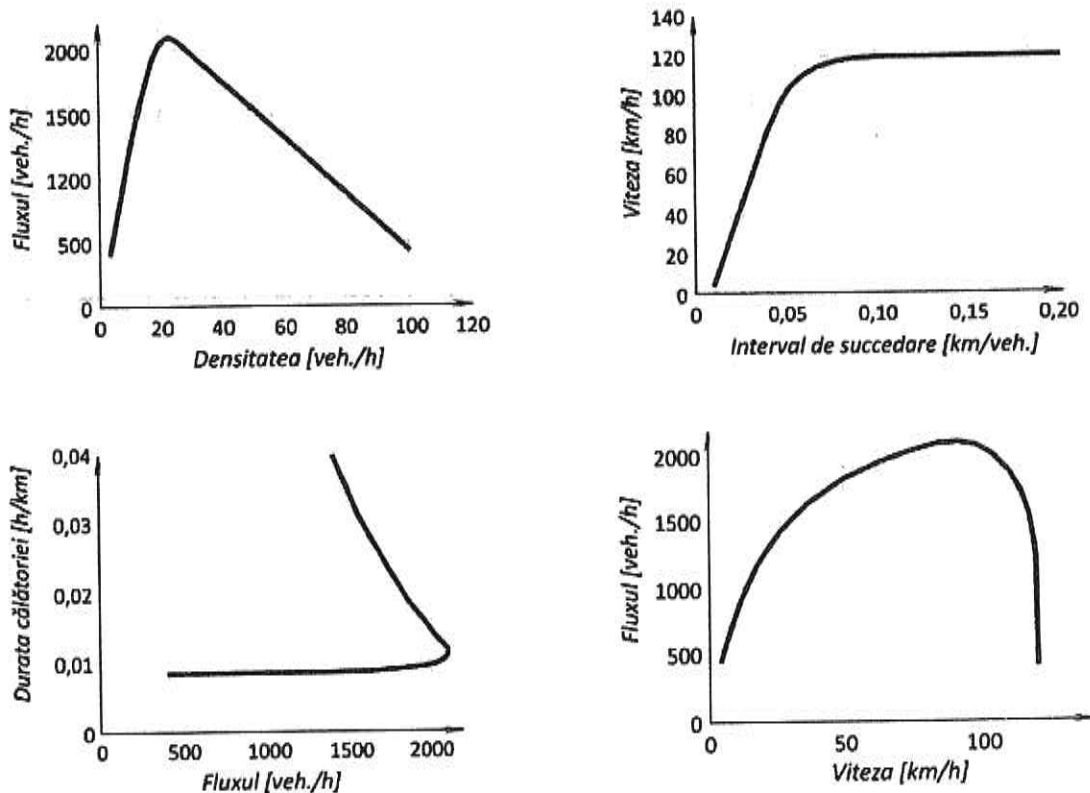 Fluxul [veh./h]
2000
1500
1200
500
0
0 20 40 60 80 100 120
Densitatea [veh./h]
Viteza [km/h]
140
120
100
80
60
40
20
0
0 0,05 0,10 0,15 0,20
Interval de succedare [km/veh.]
Durata călătoriei [h/km]
0,04
0,03
0,02
0,01
0
0 500 1000 1500 2000
Fluxul [veh./h]
Fluxul [veh./h]
2000
1500
1000
500
0
0 50 100
Viteza [km/h]